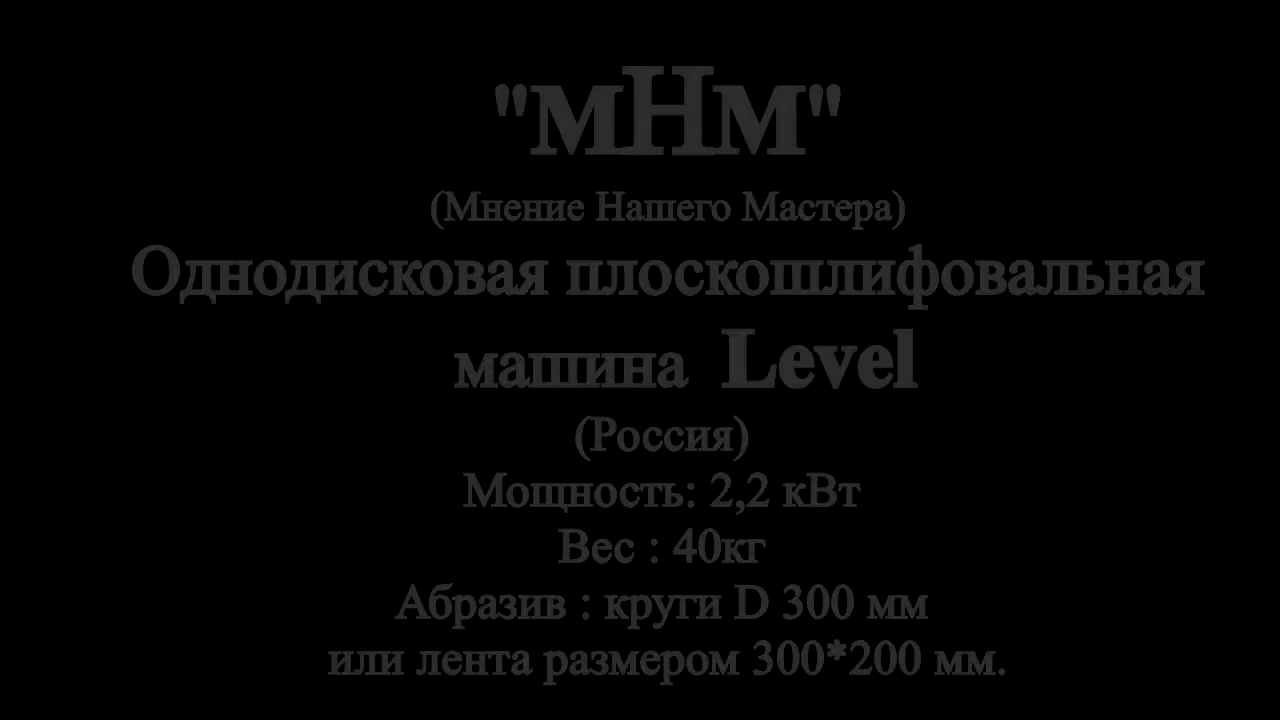 "мНм"
(Мнение Нашего Мастера)
Однодисковая плоскошлифовальная
машина Level
(Россия)
Мощность: 2,2 кВт
Вес : 40кг
Абразив : круги D 300 мм
или лента размером 300*200 мм.